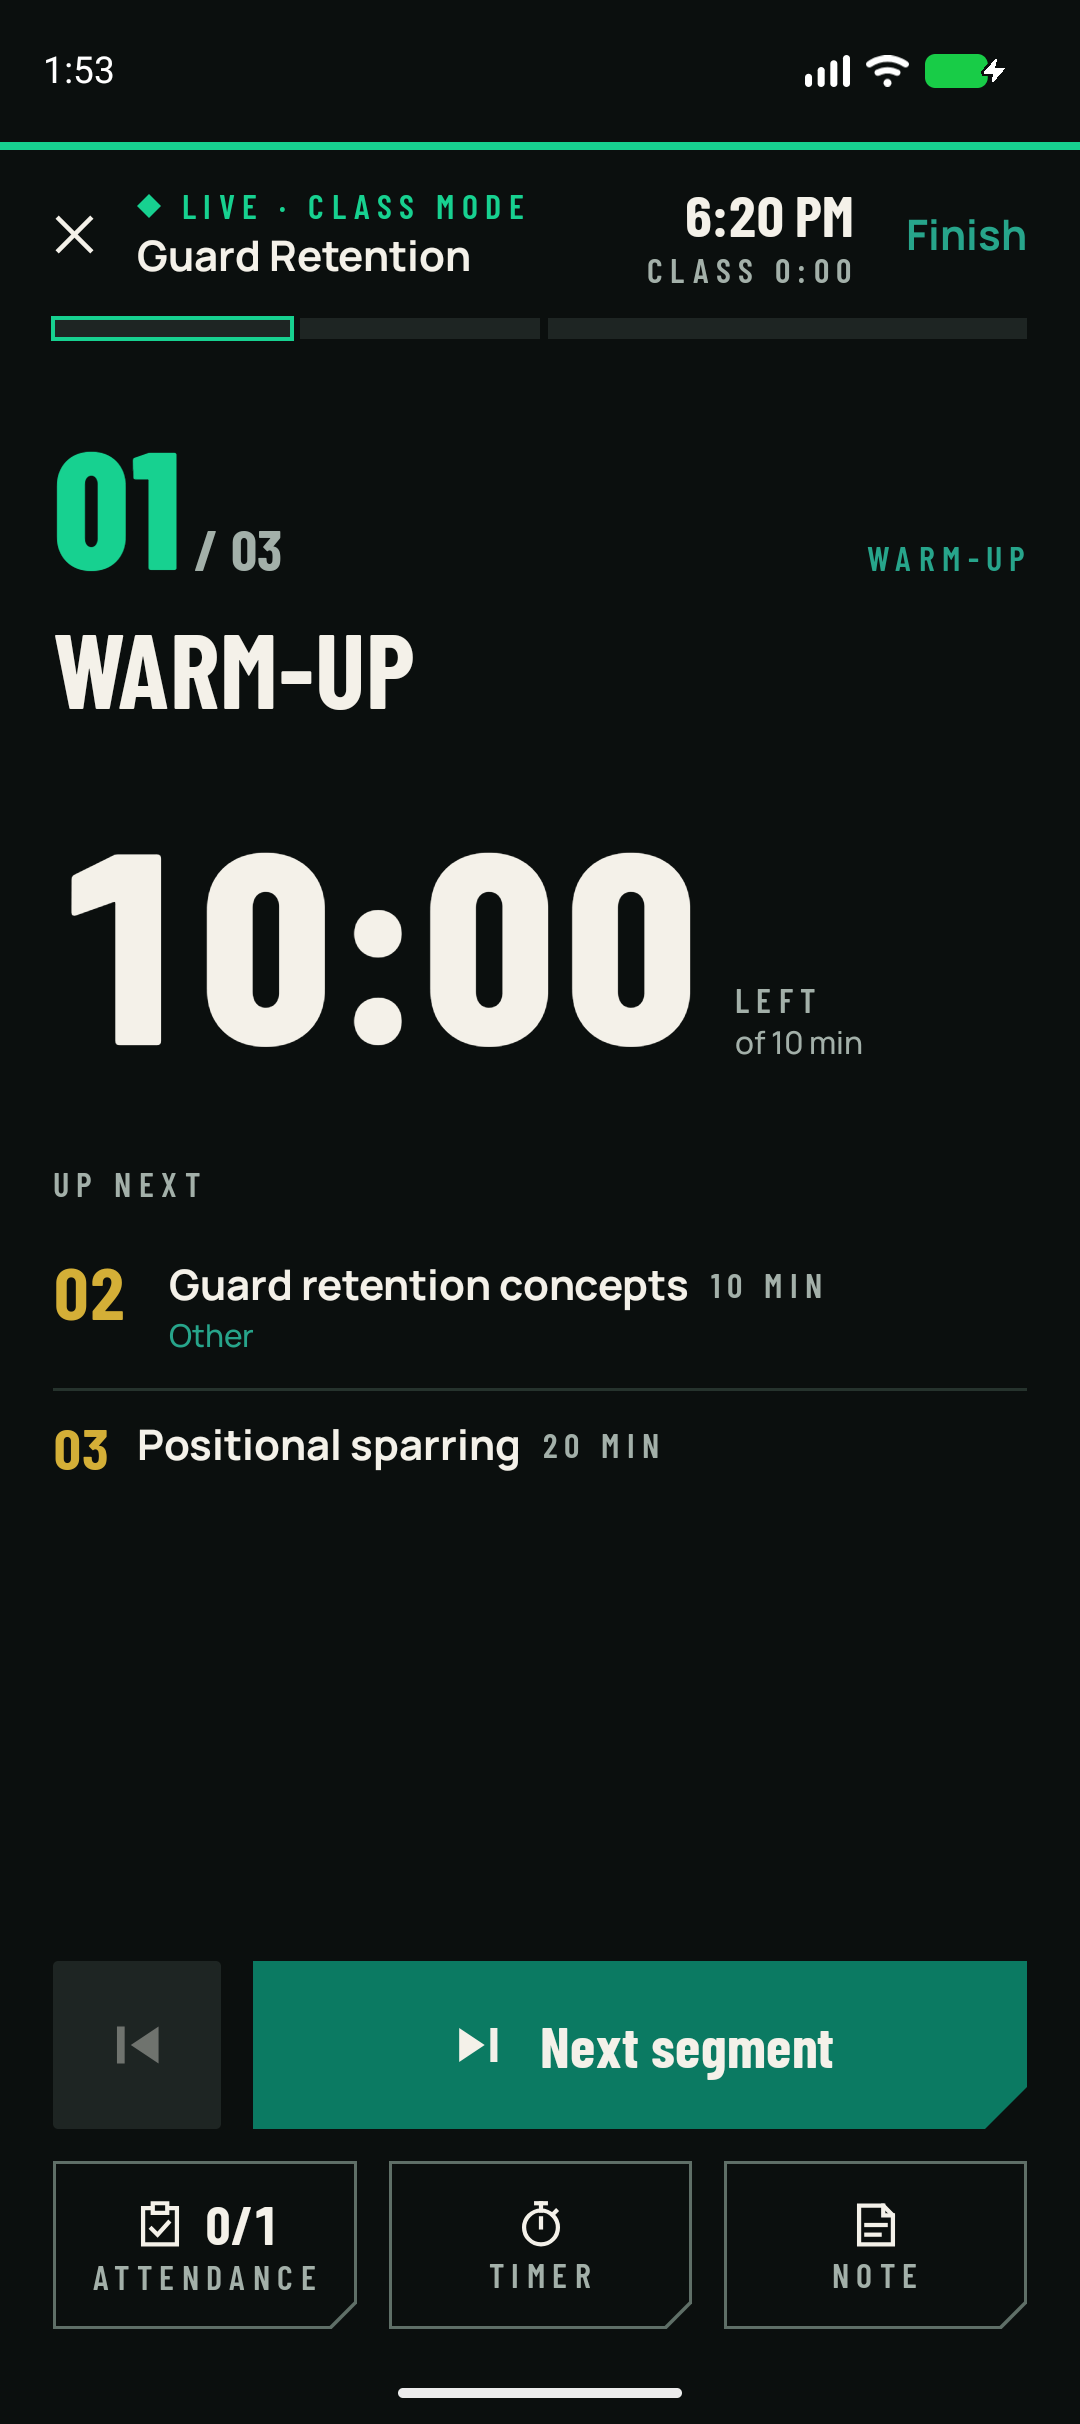 1:53
LIVE · CLASS MODE
Guard Retention
6:20 PM
CLASS 0:00
Finish
01 / 03
WARM-UP
WARM-UP
10:00
LEFT
of 10 min
UP NEXT
02 Guard retention concepts 10 MIN
Other
03 Positional sparring 20 MIN
Next segment
0/1
ATTENDANCE
TIMER
NOTE